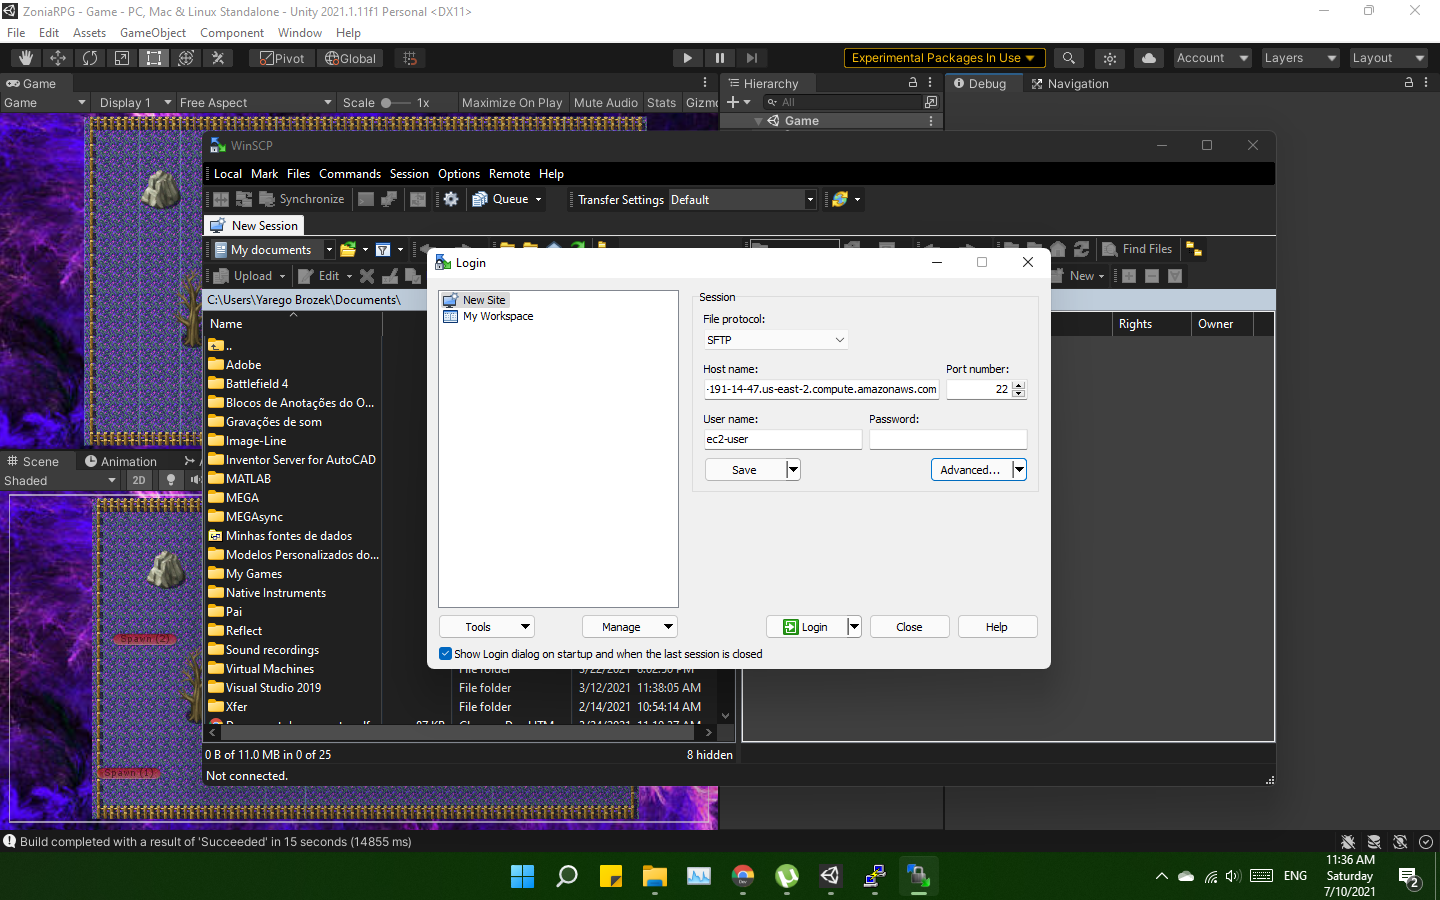 ZoniaRPG - Game - PC, Mac & Linux Standalone - Unity 2021.1.11f1 Personal <DX11>
File Edit Assets GameObject Component Window Help
Pivot Global Experimental Packages In Use Account Layers Layout
Game Hierarchy Debug Navigation
Game Display 1 Free Aspect Scale 1x Maximize On Play Mute Audio Stats Gizmo All
Game
WinSCP
Local Mark Files Commands Session Options Remote Help
Synchronize Queue Transfer Settings Default
New Session
My documents Find Files
Upload Edit New
C:\Users\Yarego Brozek\Documents\
Name Rights Owner
..
Adobe
Battlefield 4
Blocos de Anotações do O...
Gravações de som
Image-Line
Inventor Server for AutoCAD
MATLAB
MEGA
MEGAsync
Minhas fontes de dados
Modelos Personalizados do...
My Games
Native Instruments
Pai
Reflect
Sound recordings
Virtual Machines
Visual Studio 2019 File folder 3/12/2021 11:38:05 AM
Xfer File folder 2/14/2021 10:54:14 AM
0 B of 11.0 MB in 0 of 25 8 hidden
Not connected.
Login
New Site
My Workspace
Session
File protocol:
SFTP
Host name: Port number:
-191-14-47.us-east-2.compute.amazonaws.com 22
User name: Password:
ec2-user
Save Advanced...
Tools Manage Login Close Help
Show Login dialog on startup and when the last session is closed
Scene Animation
Shaded 2D
Spawn (2)
Spawn (1)
Build completed with a result of 'Succeeded' in 15 seconds (14855 ms)
ENG
11:36 AM
Saturday
7/10/2021
2